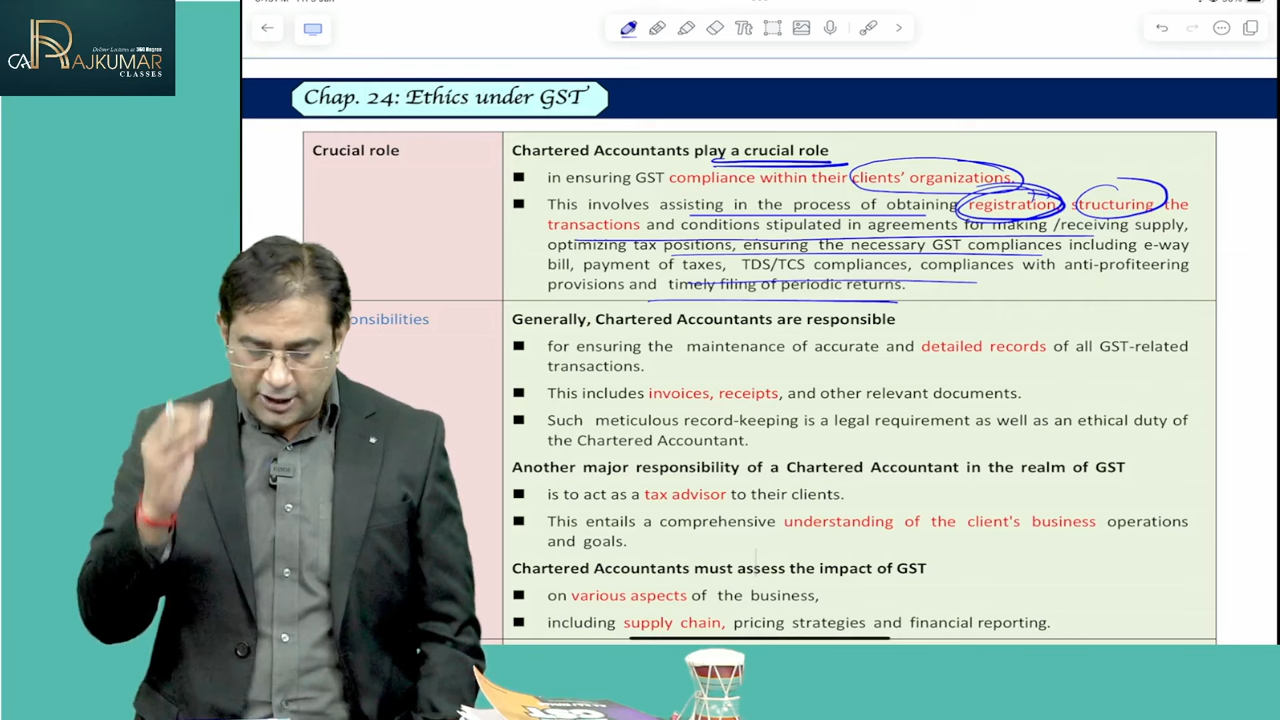 Deliver Lectures at 360 Degree
CA RAJKUMAR
CLASSES
Chap. 24: Ethics under GST
Crucial role
Chartered Accountants play a crucial role
■ in ensuring GST compliance within their clients' organizations.
■ This involves assisting in the process of obtaining registration, structuring the
transactions and conditions stipulated in agreements for making /receiving supply,
optimizing tax positions, ensuring the necessary GST compliances including e-way
bill, payment of taxes, TDS/TCS compliances, compliances with anti-profiteering
provisions and timely filing of periodic returns.
onsibilities
Generally, Chartered Accountants are responsible
■ for ensuring the maintenance of accurate and detailed records of all GST-related
transactions.
■ This includes invoices, receipts, and other relevant documents.
■ Such meticulous record-keeping is a legal requirement as well as an ethical duty of
the Chartered Accountant.
Another major responsibility of a Chartered Accountant in the realm of GST
■ is to act as a tax advisor to their clients.
■ This entails a comprehensive understanding of the client's business operations
and goals.
Chartered Accountants must assess the impact of GST
■ on various aspects of the business,
■ including supply chain, pricing strategies and financial reporting.